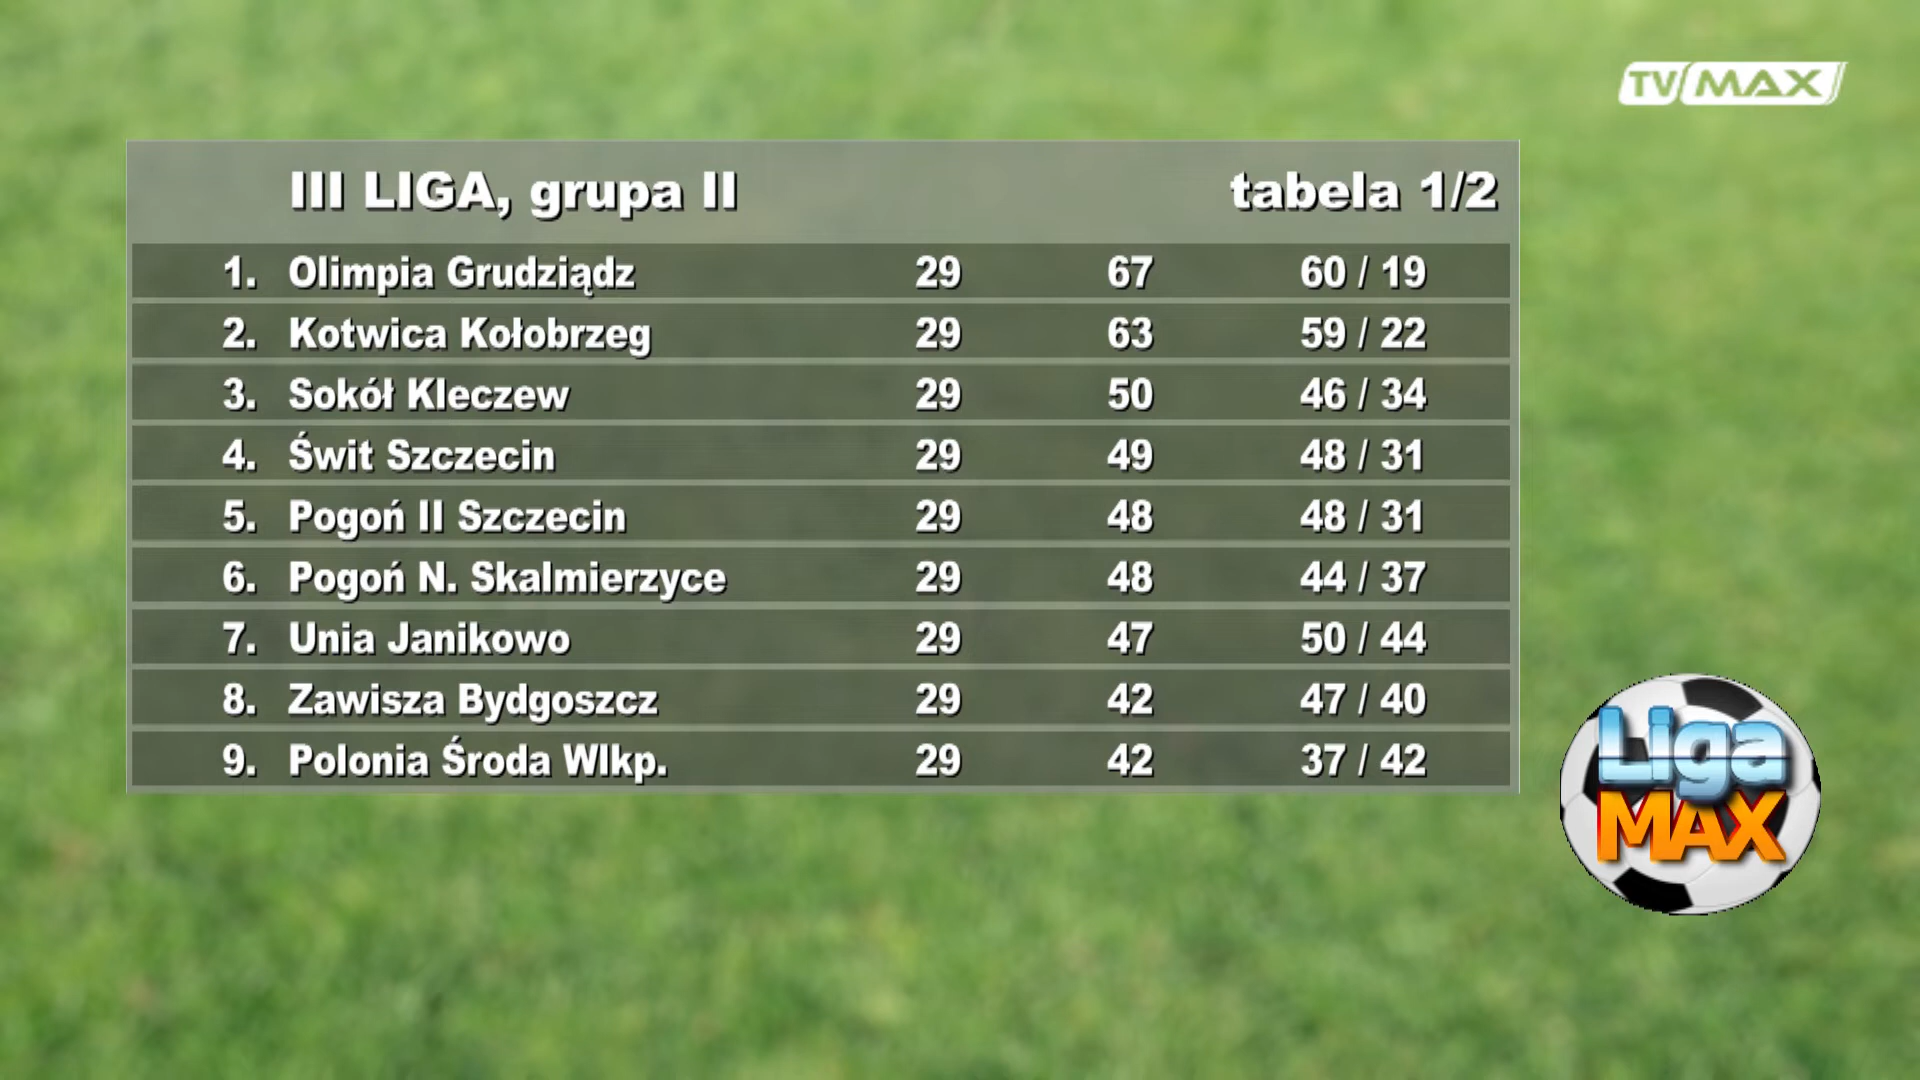 TV MAX
III LIGA, grupa II tabela 1/2
1. Olimpia Grudziądz 29 67 60 / 19
2. Kotwica Kołobrzeg 29 63 59 / 22
3. Sokół Kleczew 29 50 46 / 34
4. Świt Szczecin 29 49 48 / 31
5. Pogoń II Szczecin 29 48 48 / 31
6. Pogoń N. Skalmierzyce 29 48 44 / 37
7. Unia Janikowo 29 47 50 / 44
8. Zawisza Bydgoszcz 29 42 47 / 40
9. Polonia Środa Wlkp. 29 42 37 / 42
Liga
MAX